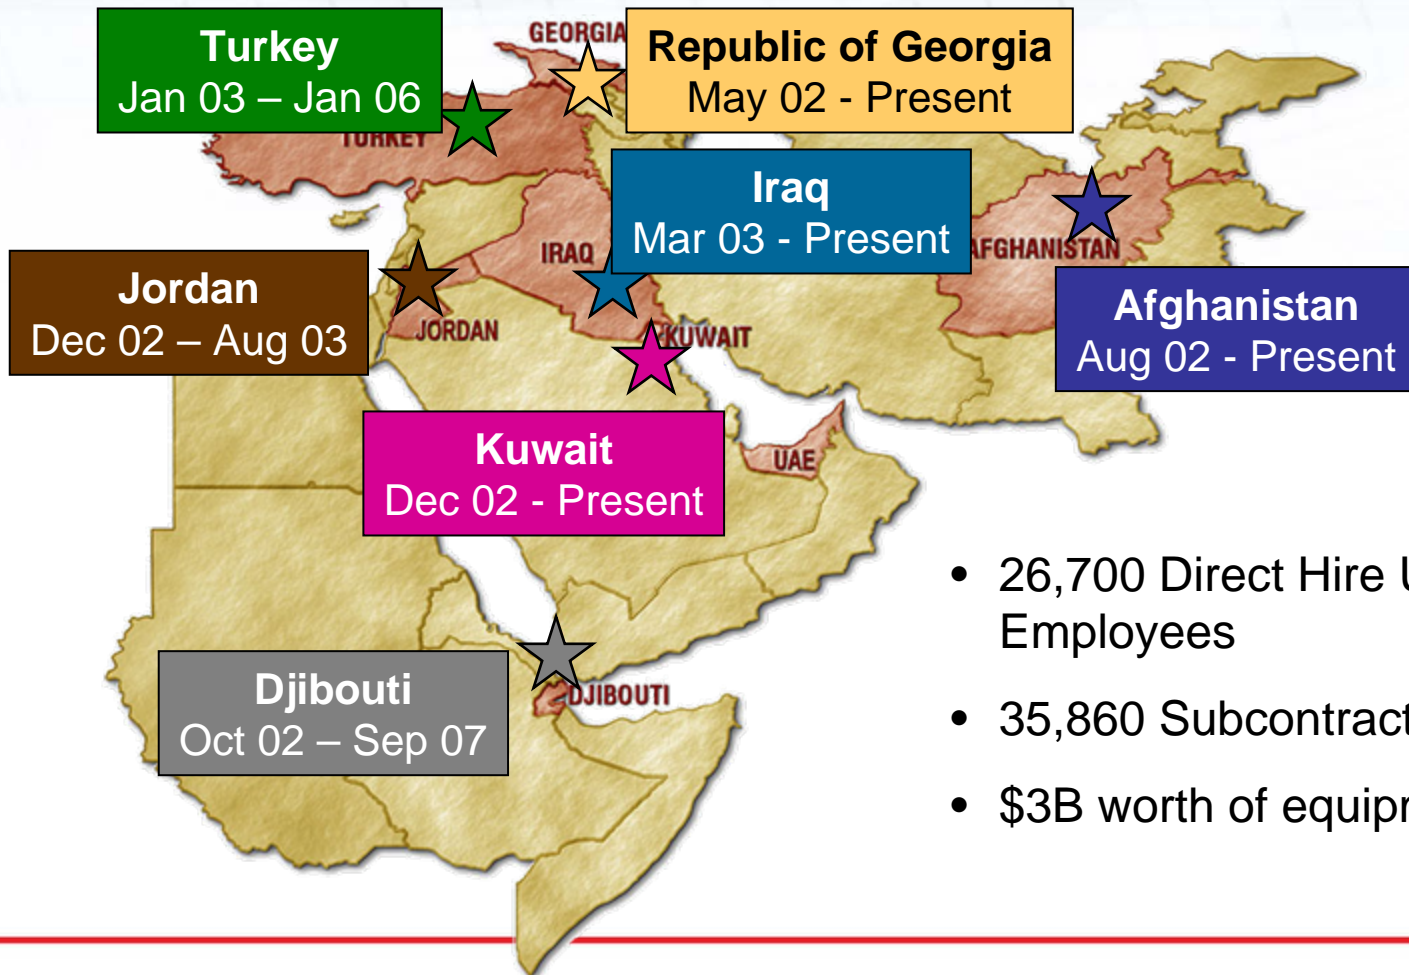 GEORGIA
Turkey
Jan 03 – Jan 06
Republic of Georgia
May 02 - Present
TURKEY
Iraq
Mar 03 - Present
IRAQ
AFGHANISTAN
Jordan
Dec 02 – Aug 03
JORDAN
KUWAIT
Afghanistan
Aug 02 - Present
Kuwait
Dec 02 - Present
UAE
Djibouti
Oct 02 – Sep 07
DJIBOUTI
• 26,700 Direct Hire
Employees
• 35,860
• $3B worth of